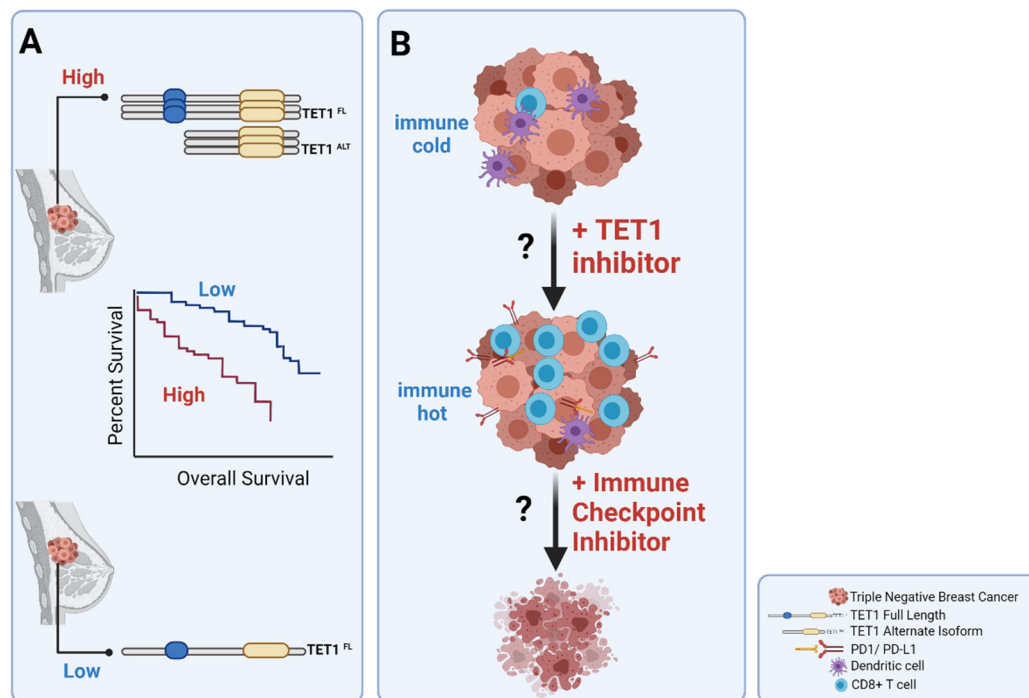 A
High
TET1 FL
TET1 ALT
Low
High
Percent Survival
Overall Survival
Low
TET1 FL
B
immune
cold
?
+ TET1
inhibitor
immune
hot
?
+ Immune
Checkpoint
Inhibitor
Triple Negative Breast Cancer
TET1 Full Length
TET1 Alternate Isoform
PD1/ PD-L1
Dendritic cell
CD8+ T cell